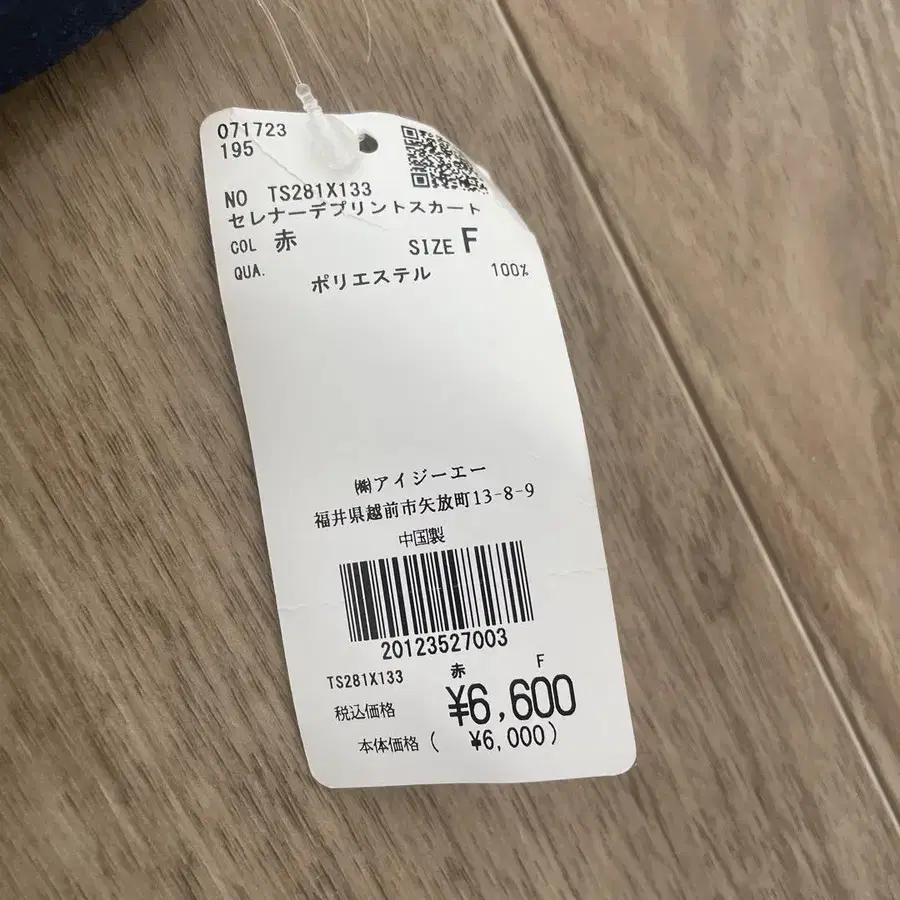 071723
195
NO TS281X133
セレナーデプリントスカート
COL 赤 SIZE F
QUA.
ポリエステル 100%
㈱アイジーエー
福井県越前市矢放町13-8-9
中国製
20123527003
TS281X133 赤 F
税込価格 ¥6,600
本体価格( ¥6,000)